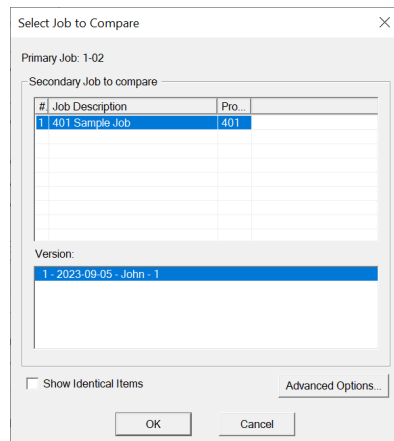 Select Job to Compare
Primary Job: 1-02
Secondary Job to compare
#. Job Description Pro...
1 401 Sample Job 401
Version:
1 - 2023-09-05 - John - 1
Show Identical Items
Advanced Options...
OK Cancel